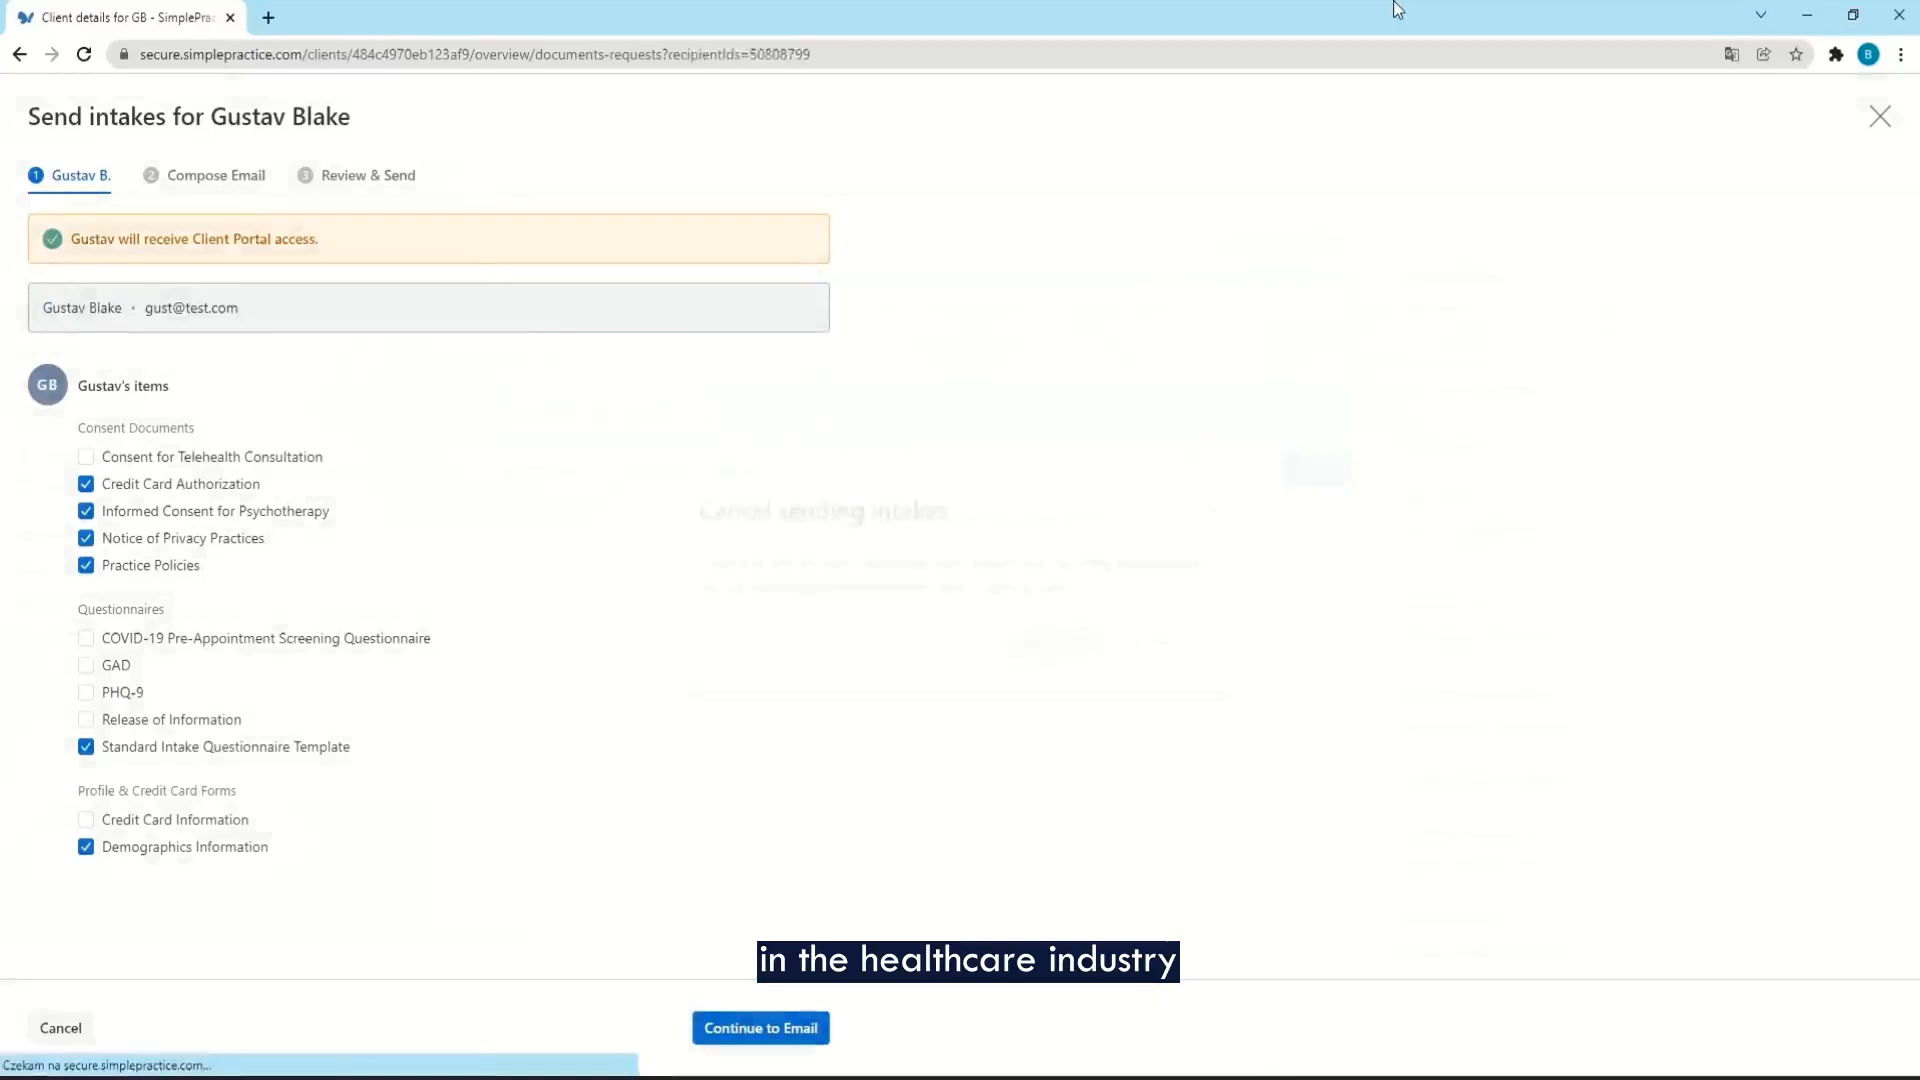 Client details for GB - SimplePrac
secure.simplepractice.com/clients/484c4970eb123af9/overview/documents-requests?recipientIds=50808799
B
Send intakes for Gustav Blake
1 Gustav B. 2 Compose Email 3 Review & Send
Gustav will receive Client Portal access.
Gustav Blake • gust@test.com
GB Gustav's items
Consent Documents
Consent for Telehealth Consultation
Credit Card Authorization
Informed Consent for Psychotherapy
Notice of Privacy Practices
Practice Policies
Questionnaires
COVID-19 Pre-Appointment Screening Questionnaire
GAD
PHQ-9
Release of Information
Standard Intake Questionnaire Template
Profile & Credit Card Forms
Credit Card Information
Demographics Information
Cancel sending intakes
in the healthcare industry
Cancel
Continue to Email
Czekam na secure.simplepractice.com...